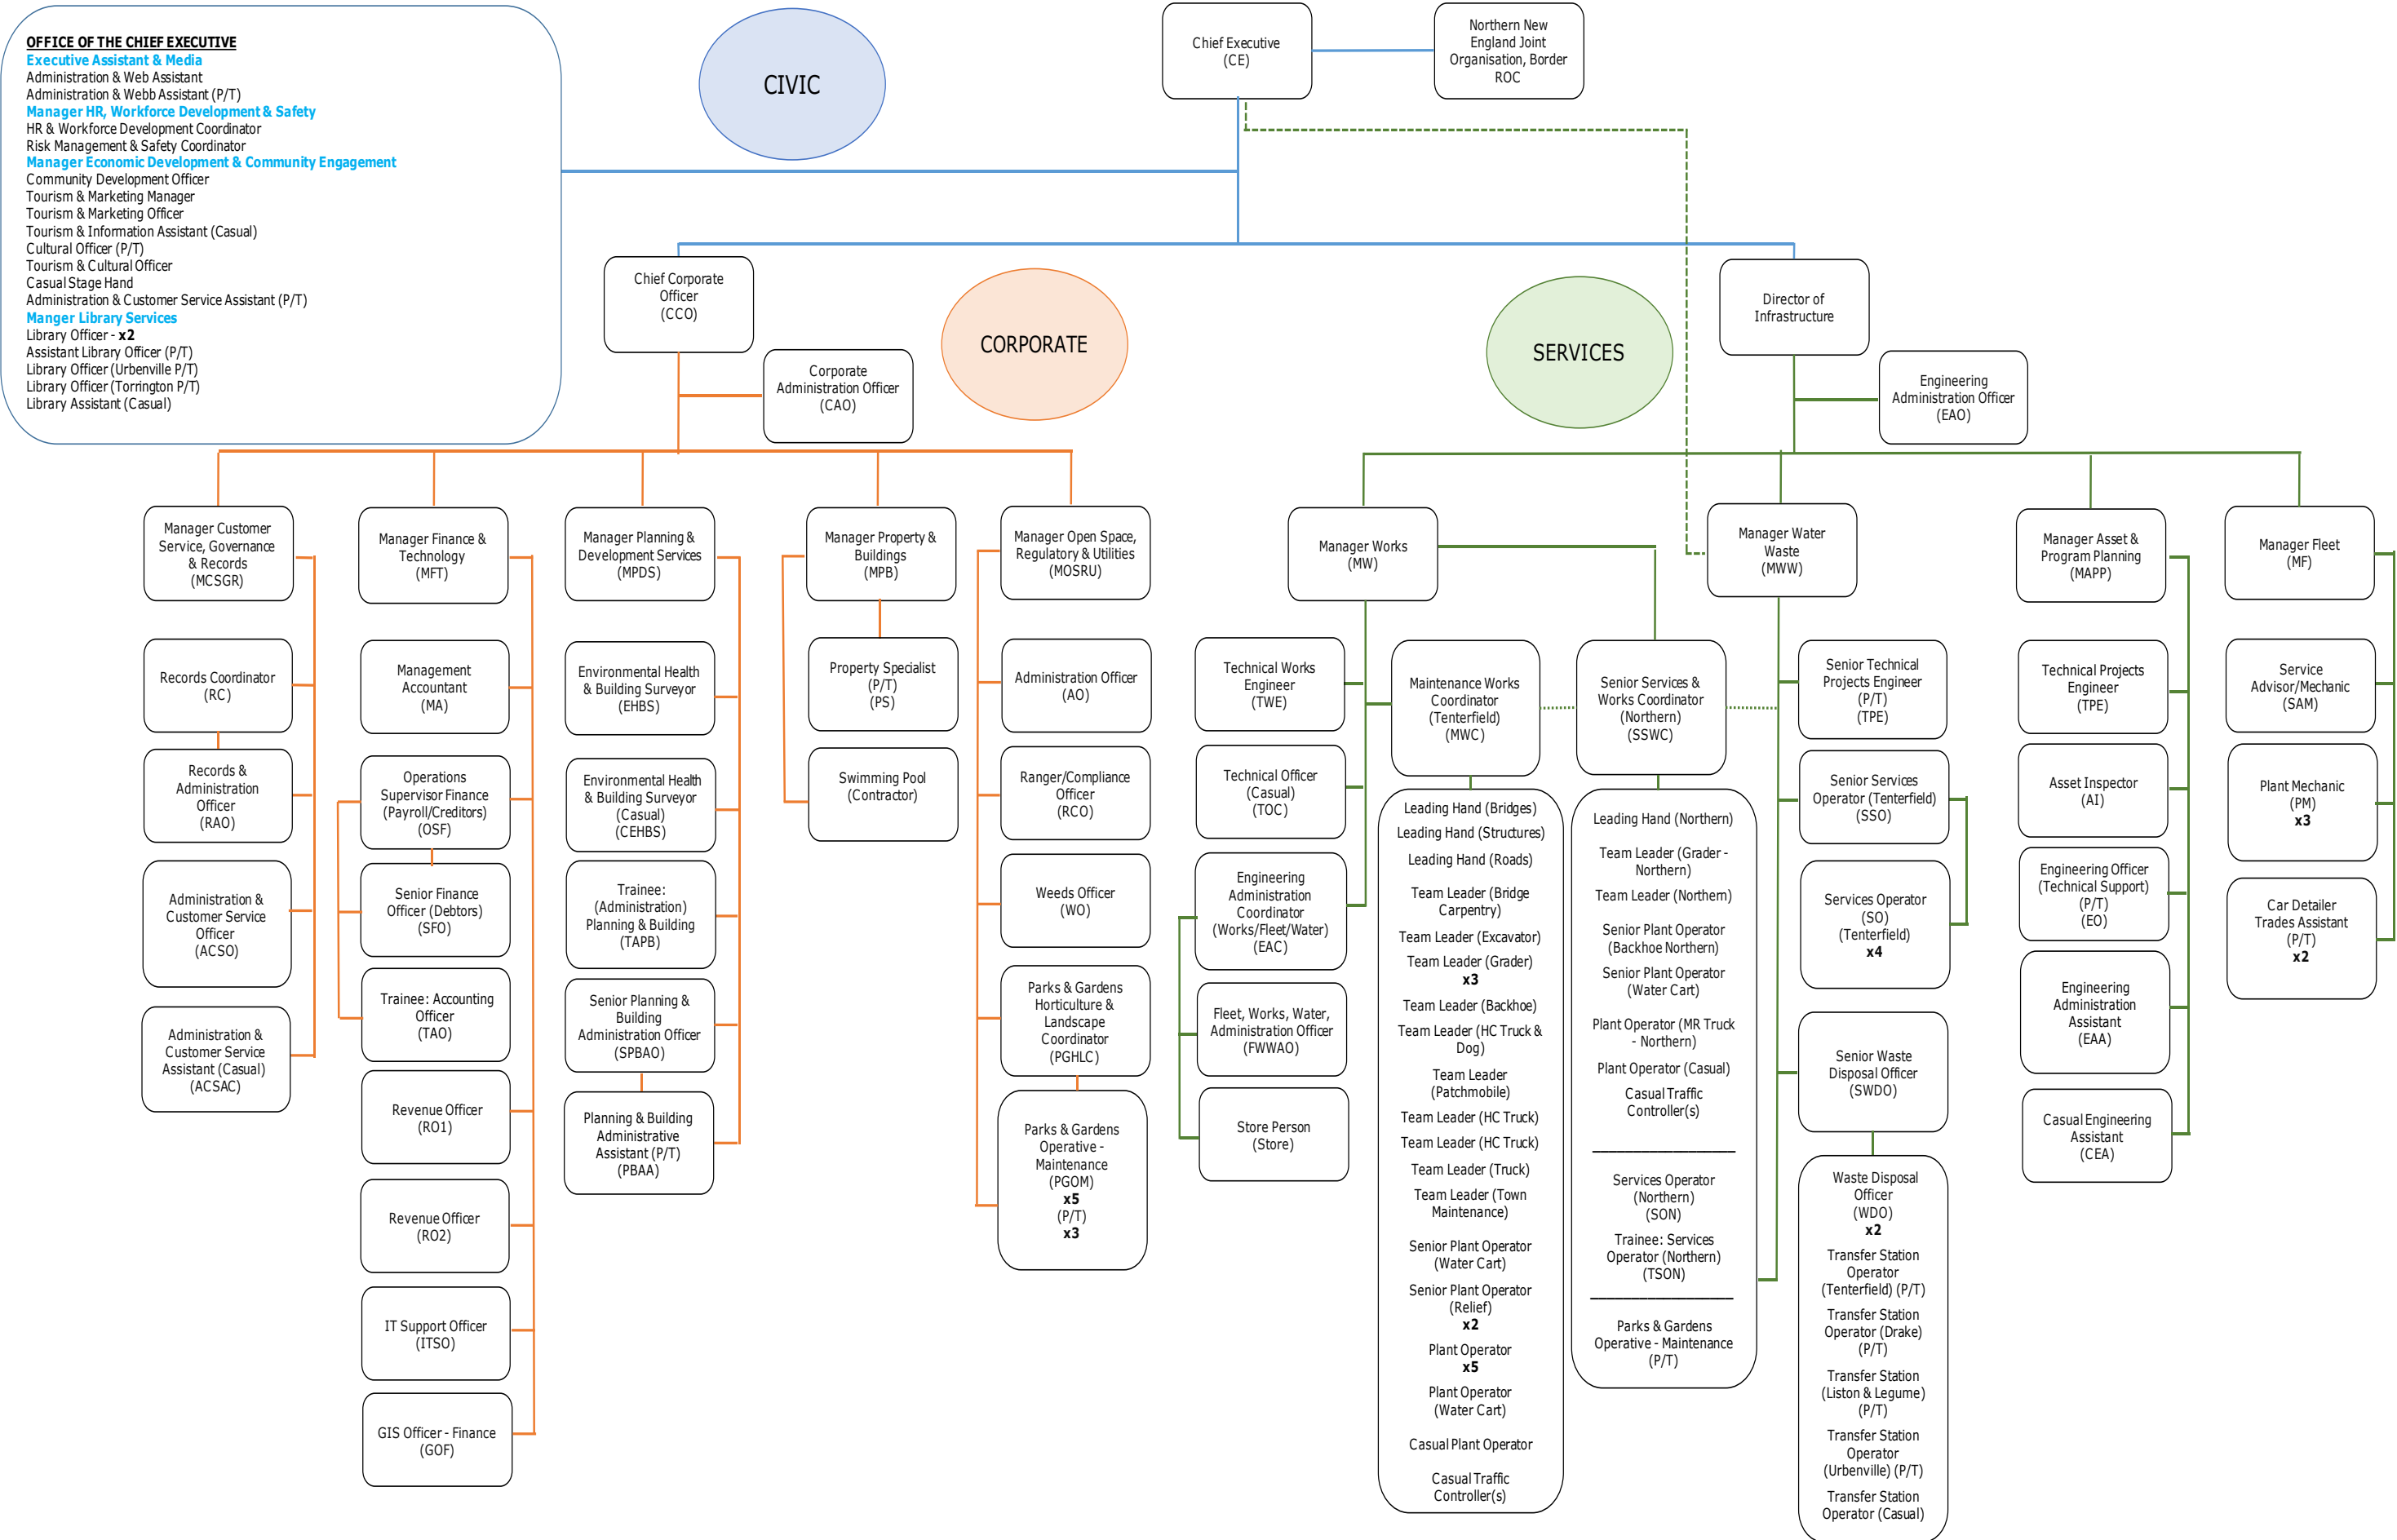 OFFICE OF THE CHIEF EXECUTIVE
Executive Assistant & Media
Administration & Web Assistant
Administration & Webb Assistant (P/T)
Manager HR, Workforce Development & Safety
HR & Workforce Development Coordinator
Risk Management & Safety Coordinator
Manager Economic Development & Community Engagement
Community Development Officer
Tourism & Marketing Manager
Tourism & Marketing Officer
Tourism & Information Assistant (Casual)
Cultural Officer (P/T)
Tourism & Cultural Officer
Casual Stage Hand
Administration & Customer Service Assistant (P/T)
Manger Library Services
Library Officer - x2
Assistant Library Officer (P/T)
Library Officer (Urbenville P/T)
Library Officer (Torrington P/T)
Library Assistant (Casual)
CIVIC
Chief Executive
(CE)
Northern New
England Joint
Organisation, Border
ROC
Chief Corporate
Officer
(CCO)
CORPORATE
SERVICES
Director of
Infrastructure
Corporate
Administration Officer
(CAO)
Engineering
Administration Officer
(EAO)
Manager Customer
Service, Governance
& Records
(MCSGR)
Records Coordinator
(RC)
Records &
Administration
Officer
(RAO)
Administration &
Customer Service
Officer
(ACSO)
Administration &
Customer Service
Assistant (Casual)
(ACSAC)
Manager Finance &
Technology
(MFT)
Management
Accountant
(MA)
Operations
Supervisor Finance
(Payroll/Creditors)
(OSF)
Senior Finance
Officer (Debtors)
(SFO)
Trainee: Accounting
Officer
(TAO)
Revenue Officer
(RO1)
Revenue Officer
(RO2)
IT Support Officer
(ITSO)
GIS Officer - Finance
(GOF)
Manager Planning &
Development Services
(MPDS)
Environmental Health
& Building Surveyor
(EHBS)
Environmental Health
& Building Surveyor
(Casual)
(CEHBS)
Trainee:
(Administration)
Planning & Building
(TAPB)
Senior Planning &
Building
Administration Officer
(SPBAO)
Planning & Building
Administrative
Assistant (P/T)
(PBAA)
Manager Property &
Buildings
(MPB)
Property Specialist
(P/T)
(PS)
Swimming Pool
(Contractor)
Manager Open Space,
Regulatory & Utilities
(MOSRU)
Administration Officer
(AO)
Ranger/Compliance
Officer
(RCO)
Weeds Officer
(WO)
Parks & Gardens
Horticulture &
Landscape
Coordinator
(PGHLC)
Parks & Gardens
Operative -
Maintenance
(PGOM)
x5
(P/T)
x3
Manager Works
(MW)
Technical Works
Engineer
(TWE)
Technical Officer
(Casual)
(TOC)
Engineering
Administration
Coordinator
(Works/Fleet/Water)
(EAC)
Fleet, Works, Water,
Administration Officer
(FWWAO)
Store Person
(Store)
Maintenance Works
Coordinator
(Tenterfield)
(MWC)
Leading Hand (Bridges)
Leading Hand (Structures)
Leading Hand (Roads)
Team Leader (Bridge
Carpentry)
Team Leader (Excavator)
Team Leader (Grader)
x3
Team Leader (Backhoe)
Team Leader (HC Truck &
Dog)
Team Leader
(Patchmobile)
Team Leader (HC Truck)
Team Leader (HC Truck)
Team Leader (Truck)
Team Leader (Town
Maintenance)
Senior Plant Operator
(Water Cart)
Senior Plant Operator
(Relief)
x2
Plant Operator
x5
Plant Operator
(Water Cart)
Casual Plant Operator
Casual Traffic
Controller(s)
Senior Services &
Works Coordinator
(Northern)
(SSWC)
Leading Hand (Northern)
Team Leader (Grader -
Northern)
Team Leader (Northern)
Senior Plant Operator
(Backhoe Northern)
Senior Plant Operator
(Water Cart)
Plant Operator (MR Truck
- Northern)
Plant Operator (Casual)
Casual Traffic
Controller(s)
Services Operator
(Northern)
(SON)
Trainee: Services
Operator (Northern)
(TSON)
Parks & Gardens
Operative - Maintenance
(P/T)
Manager Water
Waste
(MWW)
Senior Technical
Projects Engineer
(P/T)
(TPE)
Senior Services
Operator (Tenterfield)
(SSO)
Services Operator
(SO)
(Tenterfield)
x4
Senior Waste
Disposal Officer
(SWDO)
Waste Disposal
Officer
(WDO)
x2
Transfer Station
Operator
(Tenterfield) (P/T)
Transfer Station
Operator (Drake)
(P/T)
Transfer Station
(Liston & Legume)
(P/T)
Transfer Station
Operator
(Urbenville) (P/T)
Transfer Station
Operator (Casual)
Manager Asset &
Program Planning
(MAPP)
Technical Projects
Engineer
(TPE)
Asset Inspector
(AI)
Engineering Officer
(Technical Support)
(P/T)
(EO)
Engineering
Administration
Assistant
(EAA)
Casual Engineering
Assistant
(CEA)
Manager Fleet
(MF)
Service
Advisor/Mechanic
(SAM)
Plant Mechanic
(PM)
x3
Car Detailer
Trades Assistant
(P/T)
x2